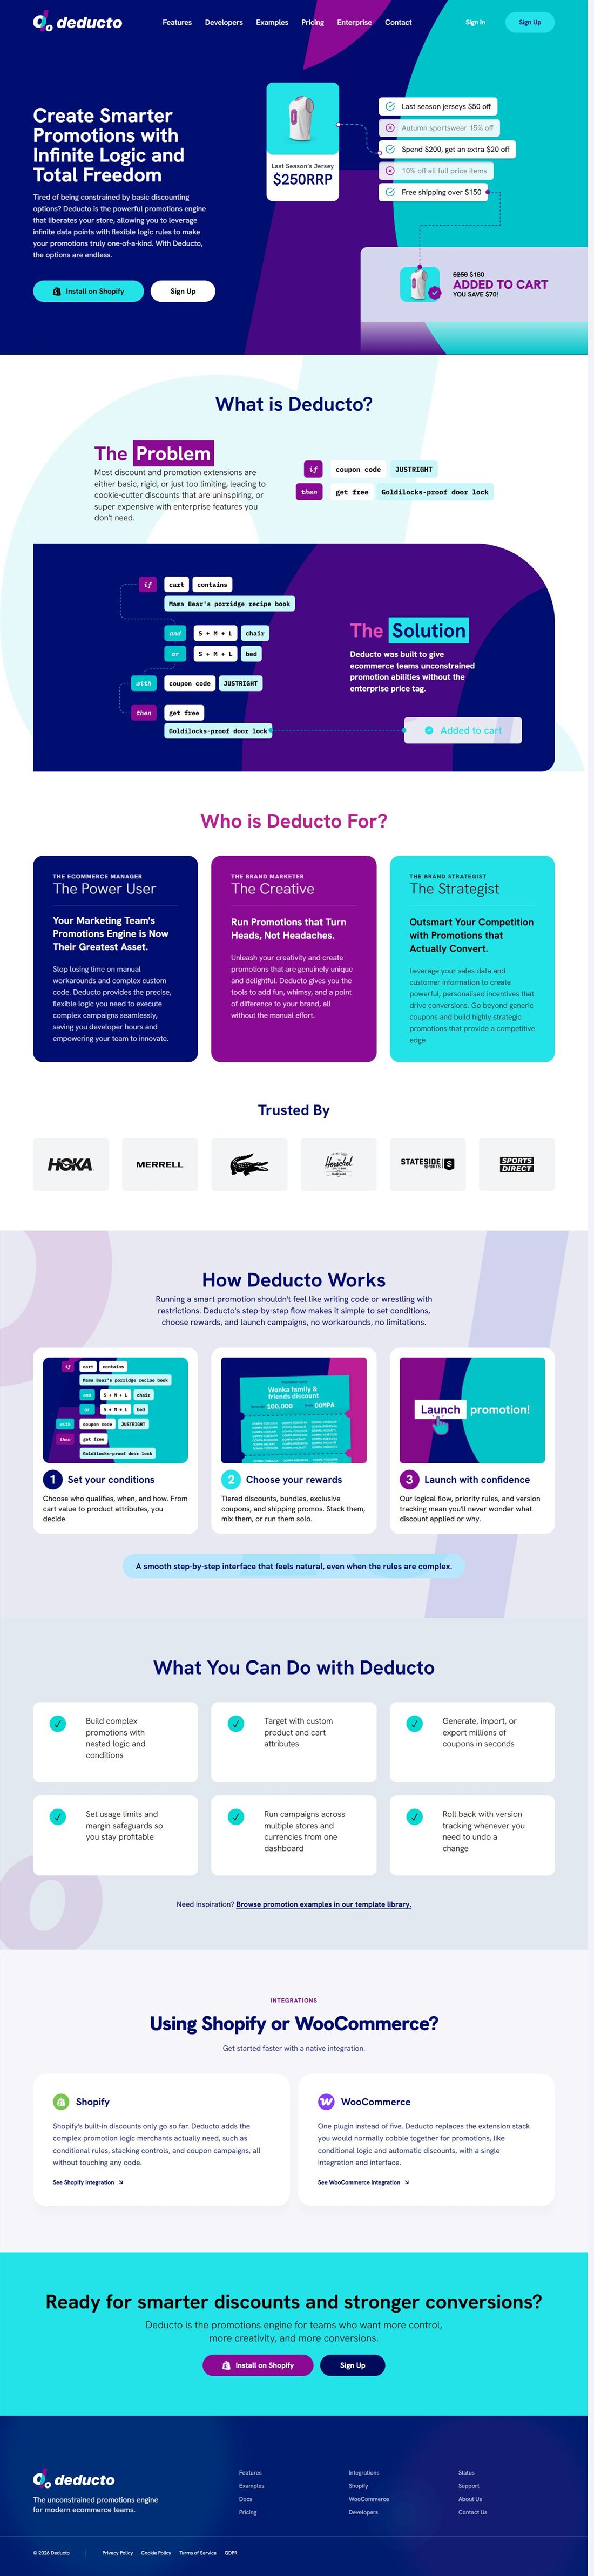 deducto
Features Developers Examples Pricing Enterprise Contact
Sign In
Sign Up
Create Smarter
Promotions with
Infinite Logic and
Total Freedom
Tired of being constrained by basic discounting
options? Deducto is the powerful promotions engine
that liberates your store, allowing you to leverage
infinite data points with flexible logic rules to make
your promotions truly one-of-a-kind. With Deducto,
the options are endless.
Install on Shopify
Sign Up
Last Season's Jersey
$250RRP
Last season jerseys $50 off
Autumn sportswear 15% off
Spend $200, get an extra $20 off
10% off all full price items
Free shipping over $150
$250 $180
ADDED TO CART
YOU SAVE $70!
What is Deducto?
The Problem
Most discount and promotion extensions are
either basic, rigid, or just too limiting, leading to
cookie-cutter discounts that are uninspiring, or
super expensive with enterprise features you
don't need.
if coupon code JUSTRIGHT
then get free Goldilocks-proof door lock
if cart contains
Mama Bear's porridge recipe book
and S + M + L chair
or S + M + L bed
with coupon code JUSTRIGHT
then get free
Goldilocks-proof door lock
The Solution
Deducto was built to give
ecommerce teams unconstrained
promotion abilities without the
enterprise price tag.
Added to cart
Who is Deducto For?
THE ECOMMERCE MANAGER
The Power User
Your Marketing Team's
Promotions Engine is Now
Their Greatest Asset.
Stop losing time on manual
workarounds and complex custom
code. Deducto provides the precise,
flexible logic you need to execute
complex campaigns seamlessly,
saving you developer hours and
empowering your team to innovate.
THE BRAND MARKETER
The Creative
Run Promotions that Turn
Heads, Not Headaches.
Unleash your creativity and create
promotions that are genuinely unique
and delightful. Deducto gives you the
tools to add fun, whimsy, and a point
of difference to your brand, all
without the manual effort.
THE BRAND STRATEGIST
The Strategist
Outsmart Your Competition
with Promotions that
Actually Convert.
Leverage your sales data and
customer information to create
powerful, personalised incentives that
drive conversions. Go beyond generic
coupons and build highly strategic
promotions that provide a competitive
edge.
Trusted By
HOKA
MERRELL
Herschel
STATESIDE
SPORTS
SPORTS
DIRECT
How Deducto Works
Running a smart promotion shouldn't feel like writing code or wrestling with
restrictions. Deducto's step-by-step flow makes it simple to set conditions,
choose rewards, and launch campaigns, no workarounds, no limitations.
if cart contains
Mama Bear's porridge recipe book
and S + M + L chair
or S + M + L bed
with coupon code JUSTRIGHT
then get free
Goldilocks-proof door lock
1 Set your conditions
Choose who qualifies, when, and how. From
cart value to product attributes, you
decide.
Wonka family &
friends discount
100,000
OOMPA
2 Choose your rewards
Tiered discounts, bundles, exclusive
coupons, and shipping promos. Stack them,
mix them, or run them solo.
Launch promotion!
3 Launch with confidence
Our logical flow, priority rules, and version
tracking mean you'll never wonder what
discount applied or why.
A smooth step-by-step interface that feels natural, even when the rules are complex.
What You Can Do with Deducto
Build complex
promotions with
nested logic and
conditions
Target with custom
product and cart
attributes
Generate, import, or
export millions of
coupons in seconds
Set usage limits and
margin safeguards so
you stay profitable
Run campaigns across
multiple stores and
currencies from one
dashboard
Roll back with version
tracking whenever you
need to undo a
change
Need inspiration? Browse promotion examples in our template library.
INTEGRATIONS
Using Shopify or WooCommerce?
Get started faster with a native integration.
Shopify
Shopify's built-in discounts only go so far. Deducto adds the
complex promotion logic merchants actually need, such as
conditional rules, stacking controls, and coupon campaigns, all
without touching any code.
See Shopify integration
WooCommerce
One plugin instead of five. Deducto replaces the extension stack
you would normally cobble together for promotions, like
conditional logic and automatic discounts, with a single
integration and interface.
See WooCommerce integration
Ready for smarter discounts and stronger conversions?
Deducto is the promotions engine for teams who want more control,
more creativity, and more conversions.
Install on Shopify
Sign Up
deducto
The unconstrained promotions engine
for modern ecommerce teams.
Features
Examples
Docs
Pricing
Integrations
Shopify
WooCommerce
Developers
Status
Support
About Us
Contact Us
© 2026 Deducto
Privacy Policy Cookie Policy Terms of Service GDPR